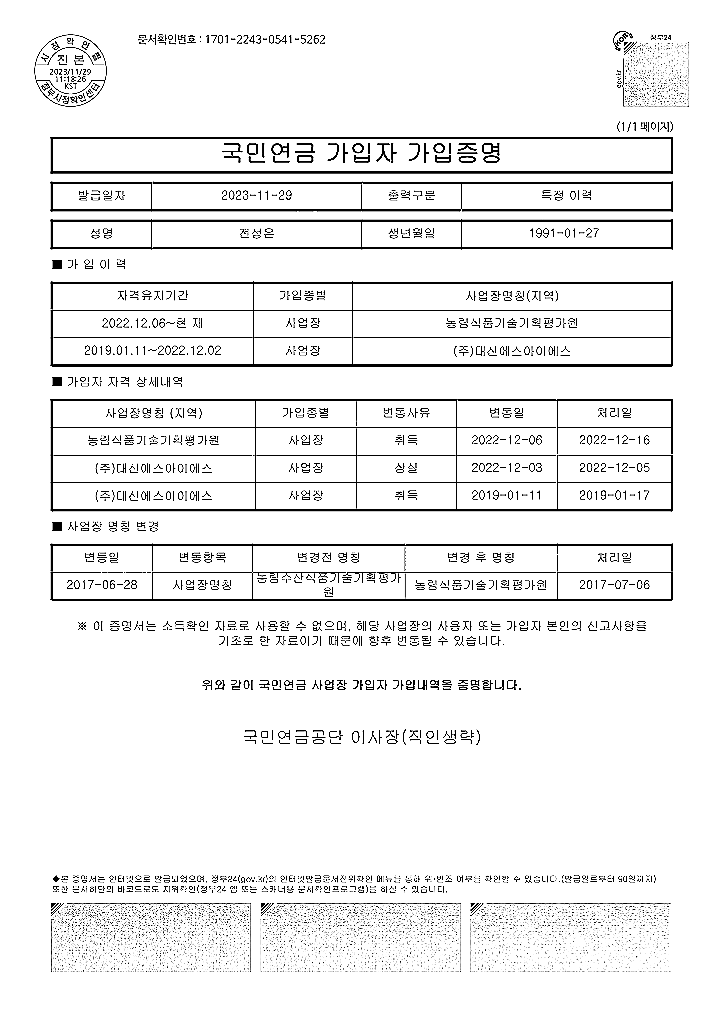 문서확인번호 : 1701-2243-0541-5262
시점확인필
진본
2023/11/29
11:18:26
KST
정부시점확인센터
정부24
gov.kr
(1/1 페이지)
국민연금 가입자 가입증명
발급일자 2023-11-29 출력구분 특정 이력
성명 전성은 생년월일 1991-01-27
■ 가 입 이 력
자격유지기간 가입종별 사업장명칭(지역)
2022.12.06~현 재 사업장 농림식품기술기획평가원
2019.01.11~2022.12.02 사업장 (주)대신에스아이에스
■ 가입자 자격 상세내역
사업장명칭 (지역) 가입종별 변동사유 변동일 처리일
농림식품기술기획평가원 사업장 취득 2022-12-06 2022-12-16
(주)대신에스아이에스 사업장 상실 2022-12-03 2022-12-05
(주)대신에스아이에스 사업장 취득 2019-01-11 2019-01-17
■ 사업장 명칭 변경
변동일 변동항목 변경전 명칭 변경 후 명칭 처리일
2017-06-28 사업장명칭 농림수산식품기술기획평가원 농림식품기술기획평가원 2017-07-06
※ 이 증명서는 소득확인 자료로 사용할 수 없으며, 해당 사업장의 사용자 또는 가입자 본인의 신고사항을
기초로 한 자료이기 때문에 향후 변동될 수 있습니다.
위와 같이 국민연금 사업장 가입자 가입내역을 증명합니다.
국민연금공단 이사장(직인생략)
◆본 증명서는 인터넷으로 발급되었으며, 정부24(gov.kr)의 인터넷발급문서진위확인 메뉴를 통해 위·변조 여부를 확인할 수 있습니다.(발급일로부터 90일까지)
또한 문서하단의 바코드로도 진위확인(정부24 앱 또는 스캐너용 문서확인프로그램)을 하실 수 있습니다.